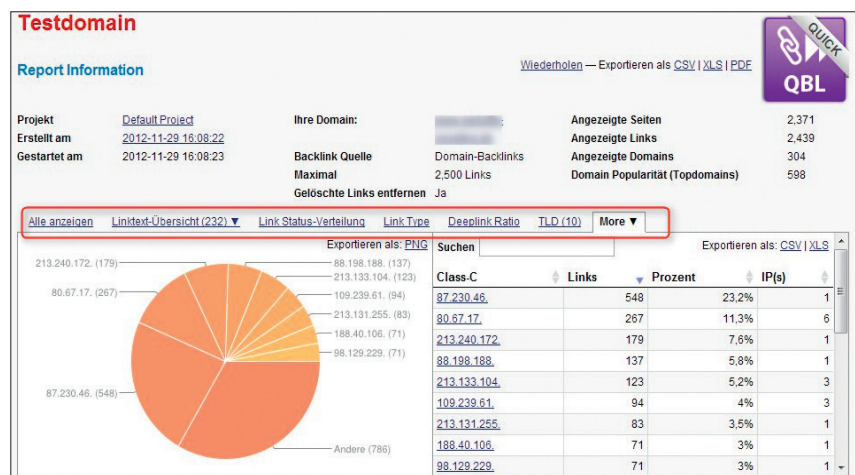 Testdomain
Report Information
Wiederholen — Exportieren als CSV | XLS | PDF
QUICK
QBL
Projekt Default Project Ihre Domain: Angezeigte Seiten 2,371
Erstellt am 2012-11-29 16:08:22 Angezeigte Links 2,439
Gestartet am 2012-11-29 16:08:23 Backlink Quelle Domain-Backlinks Angezeigte Domains 304
Maximal 2,500 Links Domain Popularität (Topdomains) 598
Gelöschte Links entfernen Ja
Alle anzeigen Linktext-Übersicht (232) ▼ Link Status-Verteilung Link Type Deeplink Ratio TLD (10) More ▼
Exportieren als: PNG
213.240.172. (179)
80.67.17. (267)
87.230.46. (548)
88.198.188. (137)
213.133.104. (123)
109.239.61. (94)
213.131.255. (83)
188.40.106. (71)
98.129.229. (71)
Andere (786)
Suchen Exportieren als: CSV | XLS
Class-C Links Prozent IP(s)
87.230.46. 548 23,2% 1
80.67.17. 267 11,3% 6
213.240.172. 179 7,6% 1
88.198.188. 137 5,8% 1
213.133.104. 123 5,2% 3
109.239.61. 94 4% 3
213.131.255. 83 3,5% 1
188.40.106. 71 3% 1
98.129.229. 71 3% 1